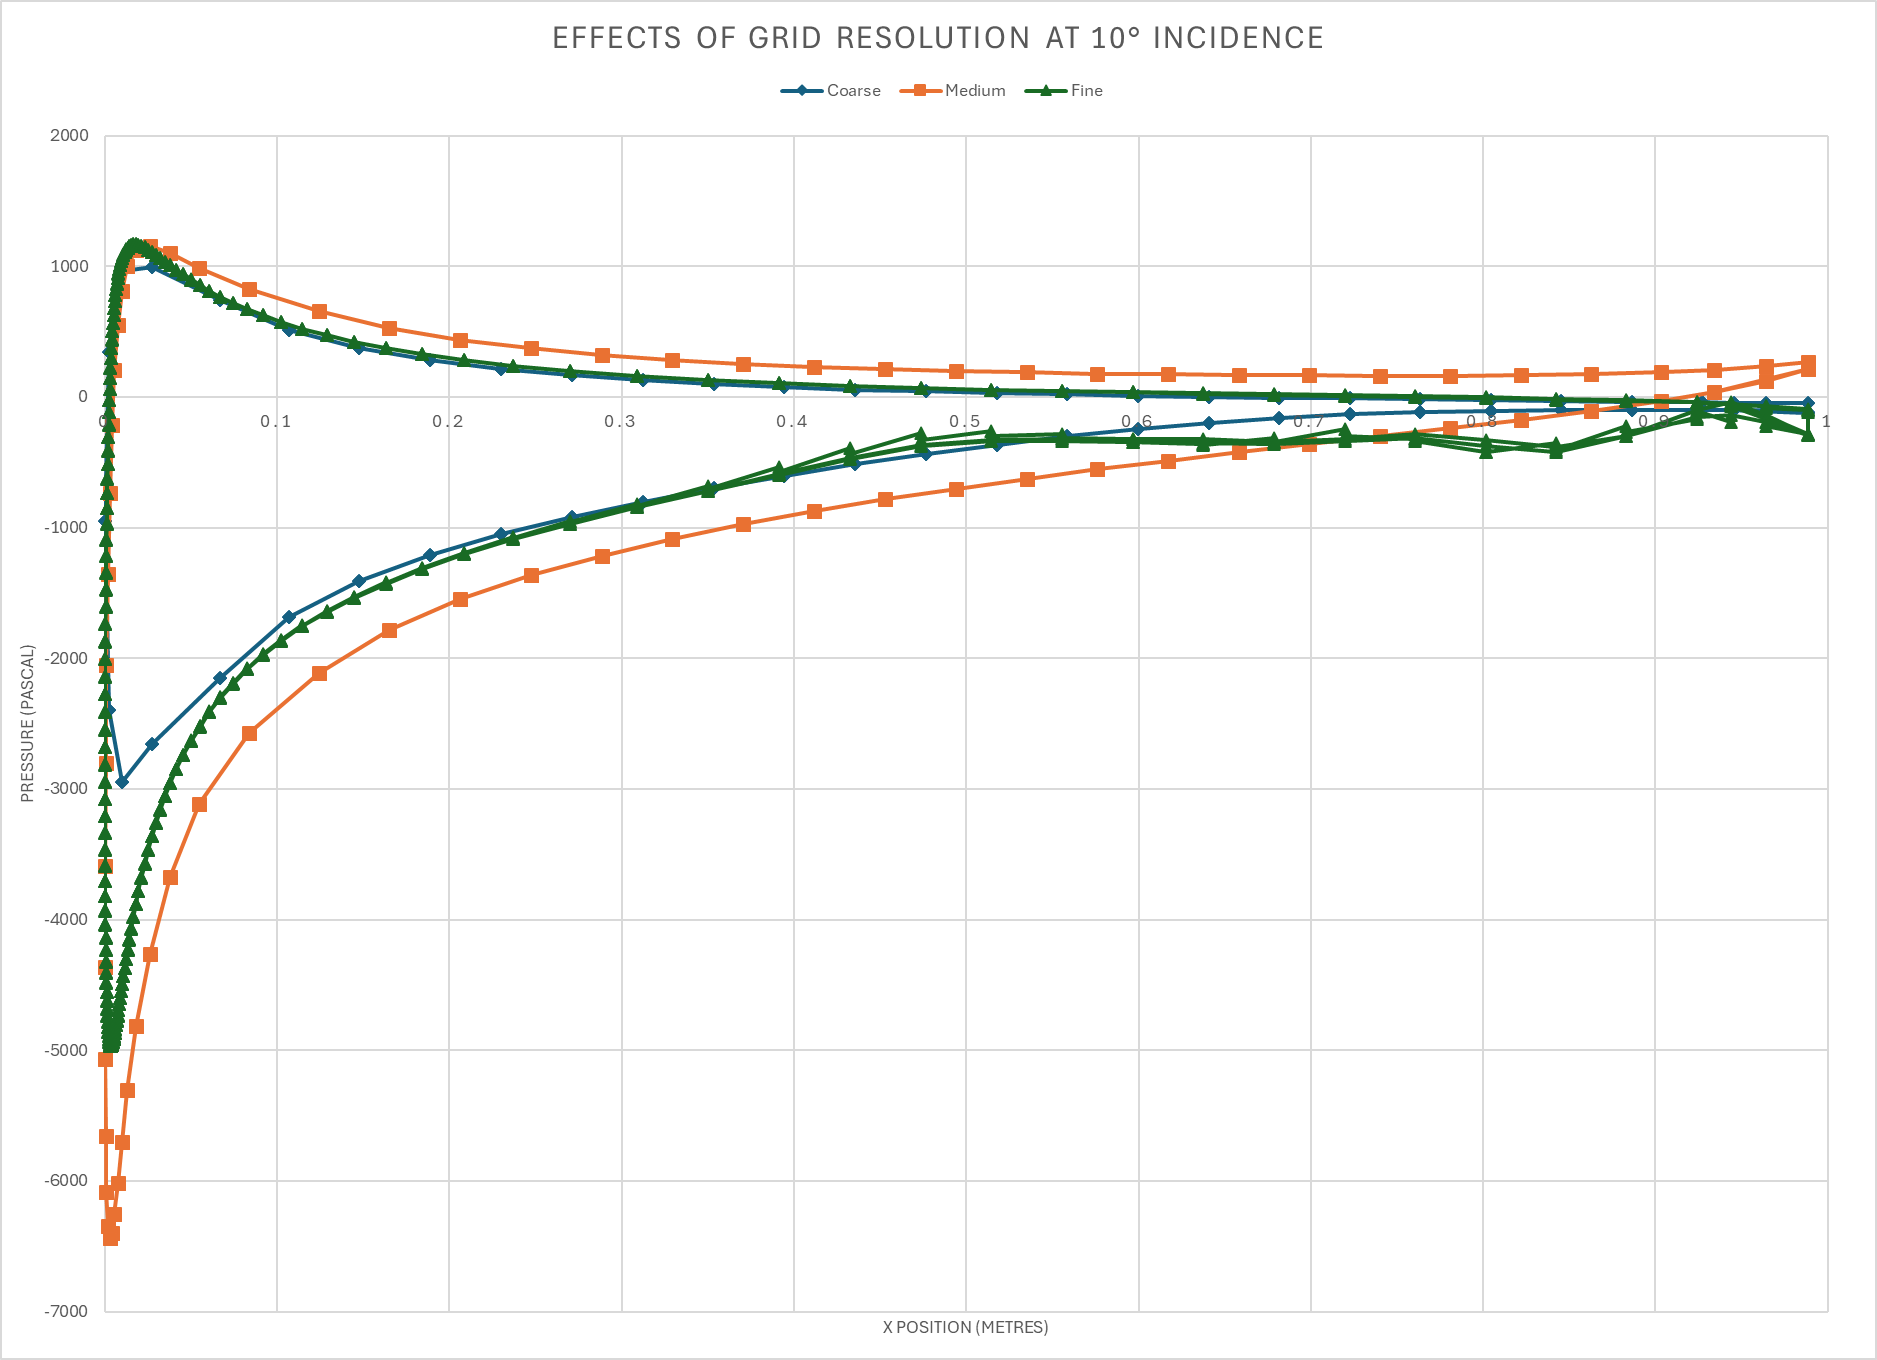 EFFECTS OF GRID RESOLUTION AT 10° INCIDENCE
Coarse Medium Fine
2000
1000
0
0 0.1 0.2 0.3 0.4 0.5 0.6 0.7 0.8 0.9 1
-1000
-2000
-3000
-4000
-5000
-6000
-7000
PRESSURE (PASCAL)
X POSITION (METRES)